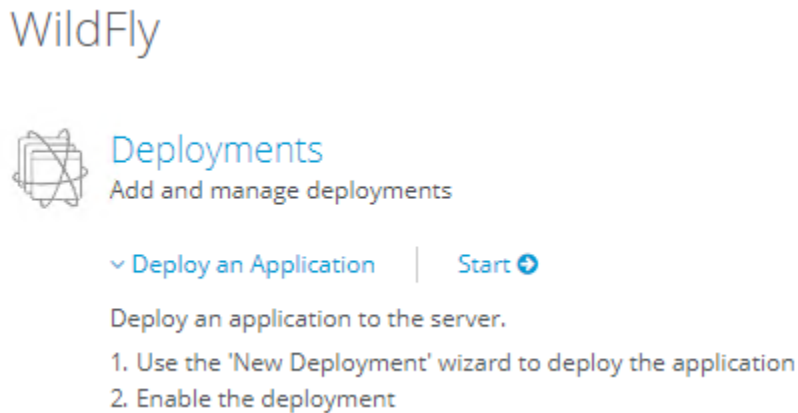 WildFly
Deployments
Add and manage deployments
Deploy an Application Start
Deploy an application to the server.
1. Use the 'New Deployment' wizard to deploy the application
2. Enable the deployment